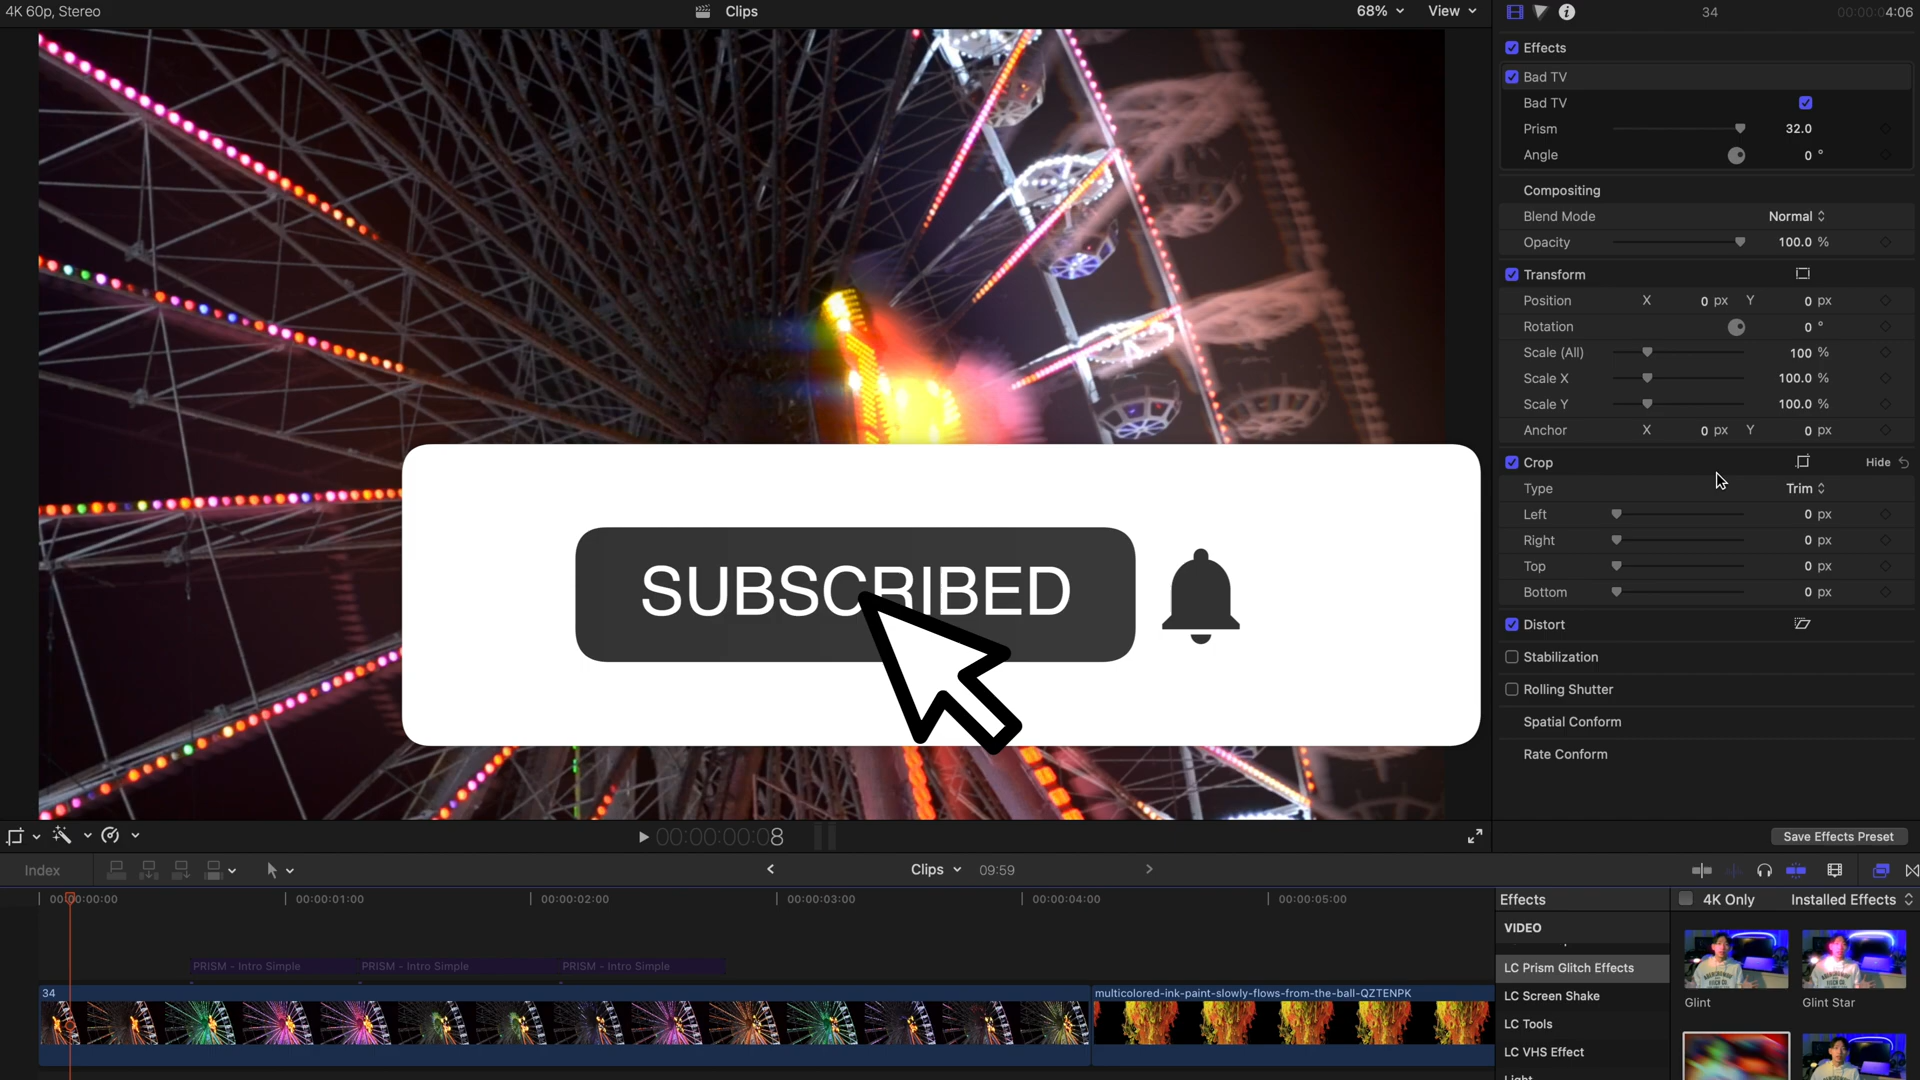 4K 60p, Stereo
Clips
68%
View
34
00:00:04:06
Effects
Bad TV
Bad TV
Prism 32.0
Angle 0 °
Compositing
Blend Mode Normal
Opacity 100.0 %
Transform
Position X 0 px Y 0 px
Rotation 0 °
Scale (All) 100 %
Scale X 100.0 %
Scale Y 100.0 %
Anchor X 0 px Y 0 px
Crop Hide
Type Trim
Left 0 px
Right 0 px
Top 0 px
Bottom 0 px
Distort
Stabilization
Rolling Shutter
Spatial Conform
Rate Conform
SUBSCRIBED
00:00:00:08
Save Effects Preset
Index
Clips 09:59
00:00:00:00 00:00:01:00 00:00:02:00 00:00:03:00 00:00:04:00 00:00:05:00
PRISM - Intro Simple PRISM - Intro Simple PRISM - Intro Simple
34
multicolored-ink-paint-slowly-flows-from-the-ball-QZTENPK
Effects
4K Only
Installed Effects
VIDEO
LC Prism Glitch Effects
LC Screen Shake
LC Tools
LC VHS Effect
Glint
Glint Star